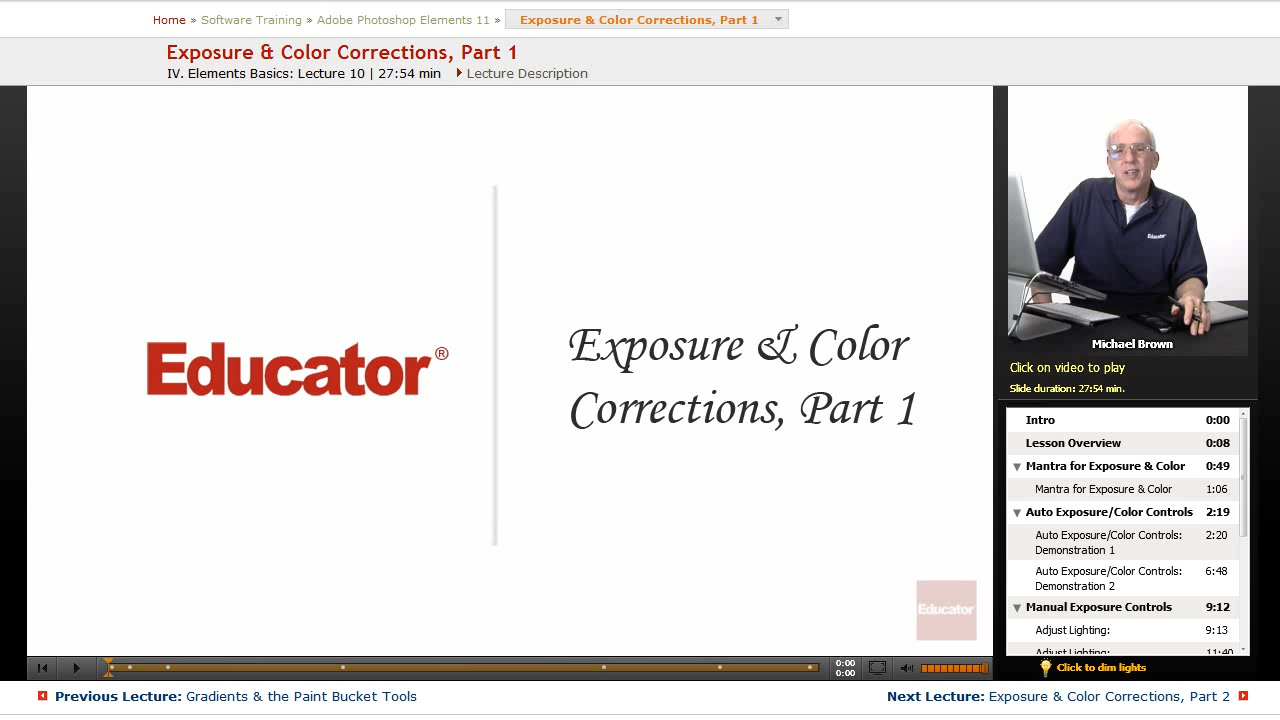 Home » Software Training » Adobe Photoshop Elements 11 » Exposure & Color Corrections, Part 1
Exposure & Color Corrections, Part 1
IV. Elements Basics: Lecture 10 | 27:54 min Lecture Description
Educator®
Exposure & Color
Corrections, Part 1
Educator
Educator
Michael Brown
Click on video to play
Slide duration: 27:54 min.
Intro 0:00
Lesson Overview 0:08
Mantra for Exposure & Color 0:49
Mantra for Exposure & Color 1:06
Auto Exposure/Color Controls 2:19
Auto Exposure/Color Controls: 2:20
Demonstration 1
Auto Exposure/Color Controls: 6:48
Demonstration 2
Manual Exposure Controls 9:12
Adjust Lighting: 9:13
Adjust Lighting: 11:40
0:00
0:00
Click to dim lights
Previous Lecture: Gradients & the Paint Bucket Tools
Next Lecture: Exposure & Color Corrections, Part 2